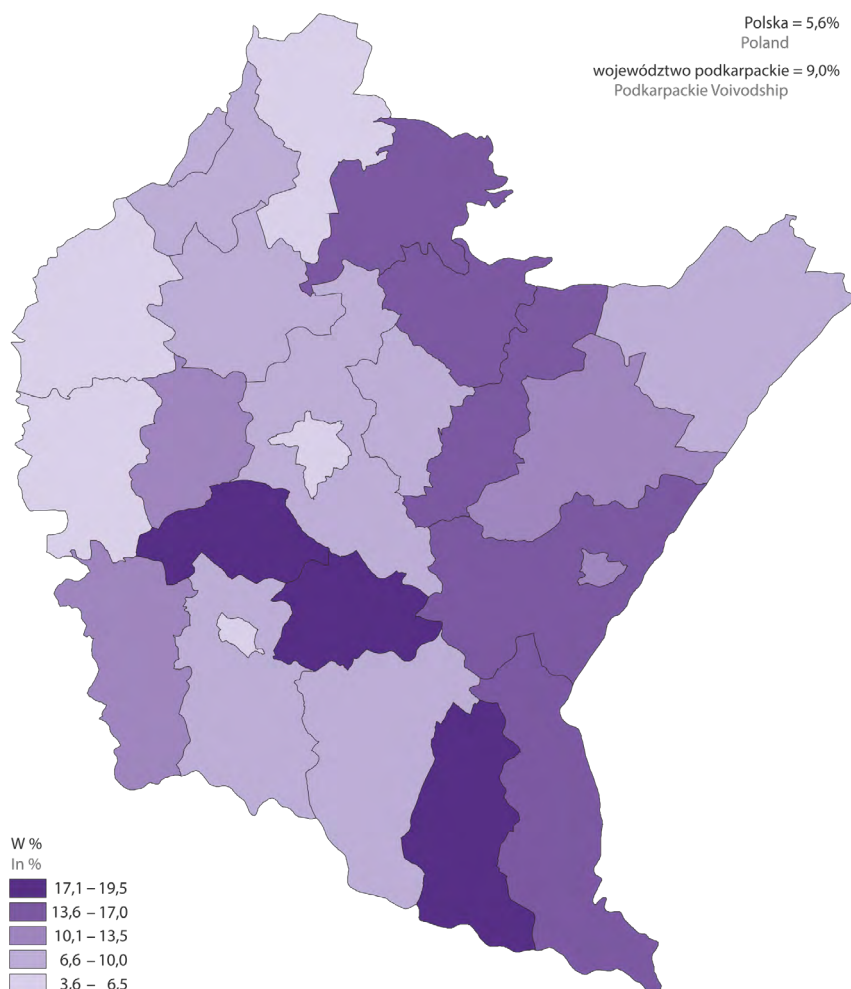 Polska = 5,6%
Poland
województwo podkarpackie = 9,0%
Podkarpackie Voivodship
W %
In %
17,1 – 19,5
13,6 – 17,0
10,1 – 13,5
6,6 – 10,0
3,6 – 6,5